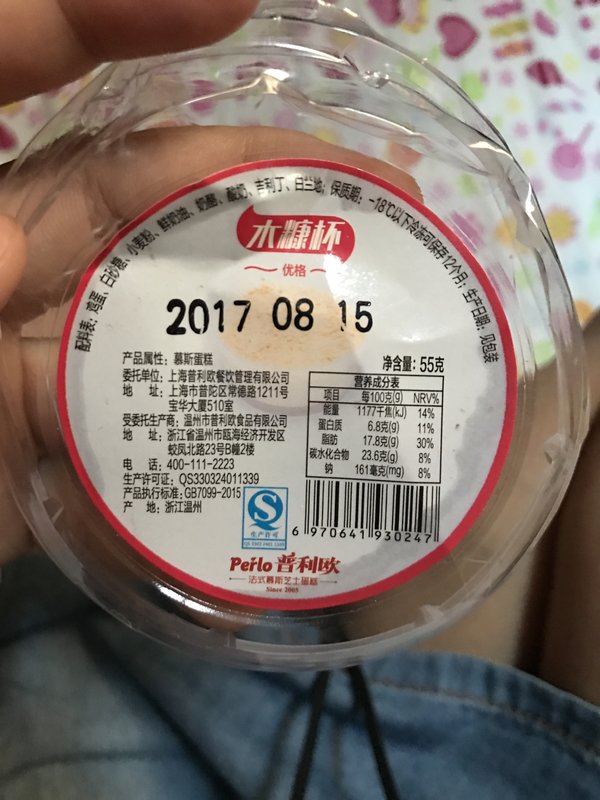 配料表：鸡蛋、白砂糖、小麦粉、鲜奶油、奶酪、酸奶、吉利丁、白兰地；保质期：-18℃以下冷冻可保存12个月；生产日期：见包装
木糠杯
优格
2017 08 15
产品属性：慕斯蛋糕
净含量：55克
委托单位：上海普利欧餐饮管理有限公司
地 址：上海市普陀区常德路1211号
宝华大厦510室
受委托生产商：温州市普利欧食品有限公司
地 址：浙江省温州市瓯海经济开发区
蛟凤北路23号B幢2楼
电 话：400-111-2223
生产许可证：QS330324011339
产品执行标准：GB7099-2015
产 地：浙江温州
营养成分表
项目 每100克(g) NRV%
能量 1177千焦(kJ) 14%
蛋白质 6.8克(g) 11%
脂肪 17.8克(g) 30%
碳水化合物 23.6克(g) 8%
钠 161毫克(mg) 8%
生产许可
6 970641 930247
Perlo 普利欧
法式慕斯芝士蛋糕
Since 2005